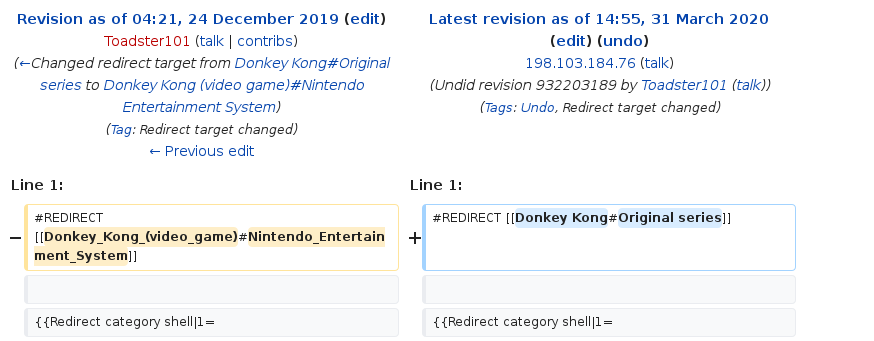 Revision as of 04:21, 24 December 2019 (edit)
Toadster101 (talk | contribs)
(←Changed redirect target from Donkey Kong#Original
series to Donkey Kong (video game)#Nintendo
Entertainment System)
(Tag: Redirect target changed)
← Previous edit
Latest revision as of 14:55, 31 March 2020
(edit) (undo)
198.103.184.76 (talk)
(Undid revision 932203189 by Toadster101 (talk))
(Tags: Undo, Redirect target changed)
Line 1:
Line 1:
− #REDIRECT
[[Donkey_Kong_(video_game)#Nintendo_Entertain
ment_System]]
+ #REDIRECT [[Donkey Kong#Original series]]
{{Redirect category shell|1=
{{Redirect category shell|1=